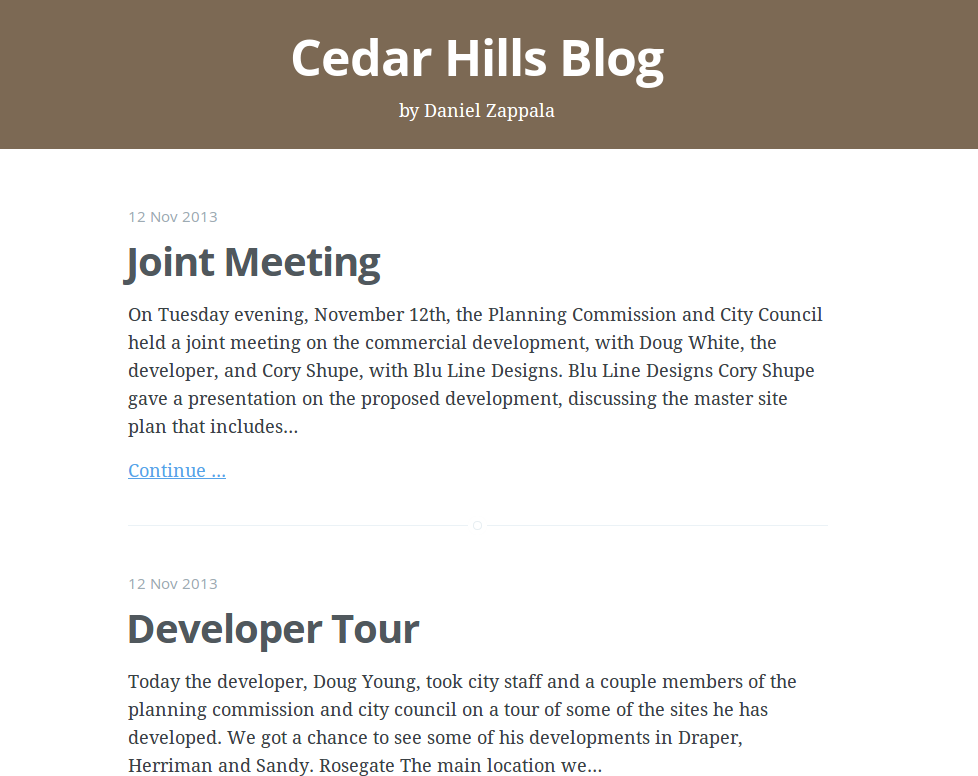 Cedar Hills Blog
by Daniel Zappala
12 Nov 2013
Joint Meeting
On Tuesday evening, November 12th, the Planning Commission and City Council
held a joint meeting on the commercial development, with Doug White, the
developer, and Cory Shupe, with Blu Line Designs. Blu Line Designs Cory Shupe
gave a presentation on the proposed development, discussing the master site
plan that includes...
Continue ...
12 Nov 2013
Developer Tour
Today the developer, Doug Young, took city staff and a couple members of the
planning commission and city council on a tour of some of the sites he has
developed. We got a chance to see some of his developments in Draper,
Herriman and Sandy. Rosegate The main location we...